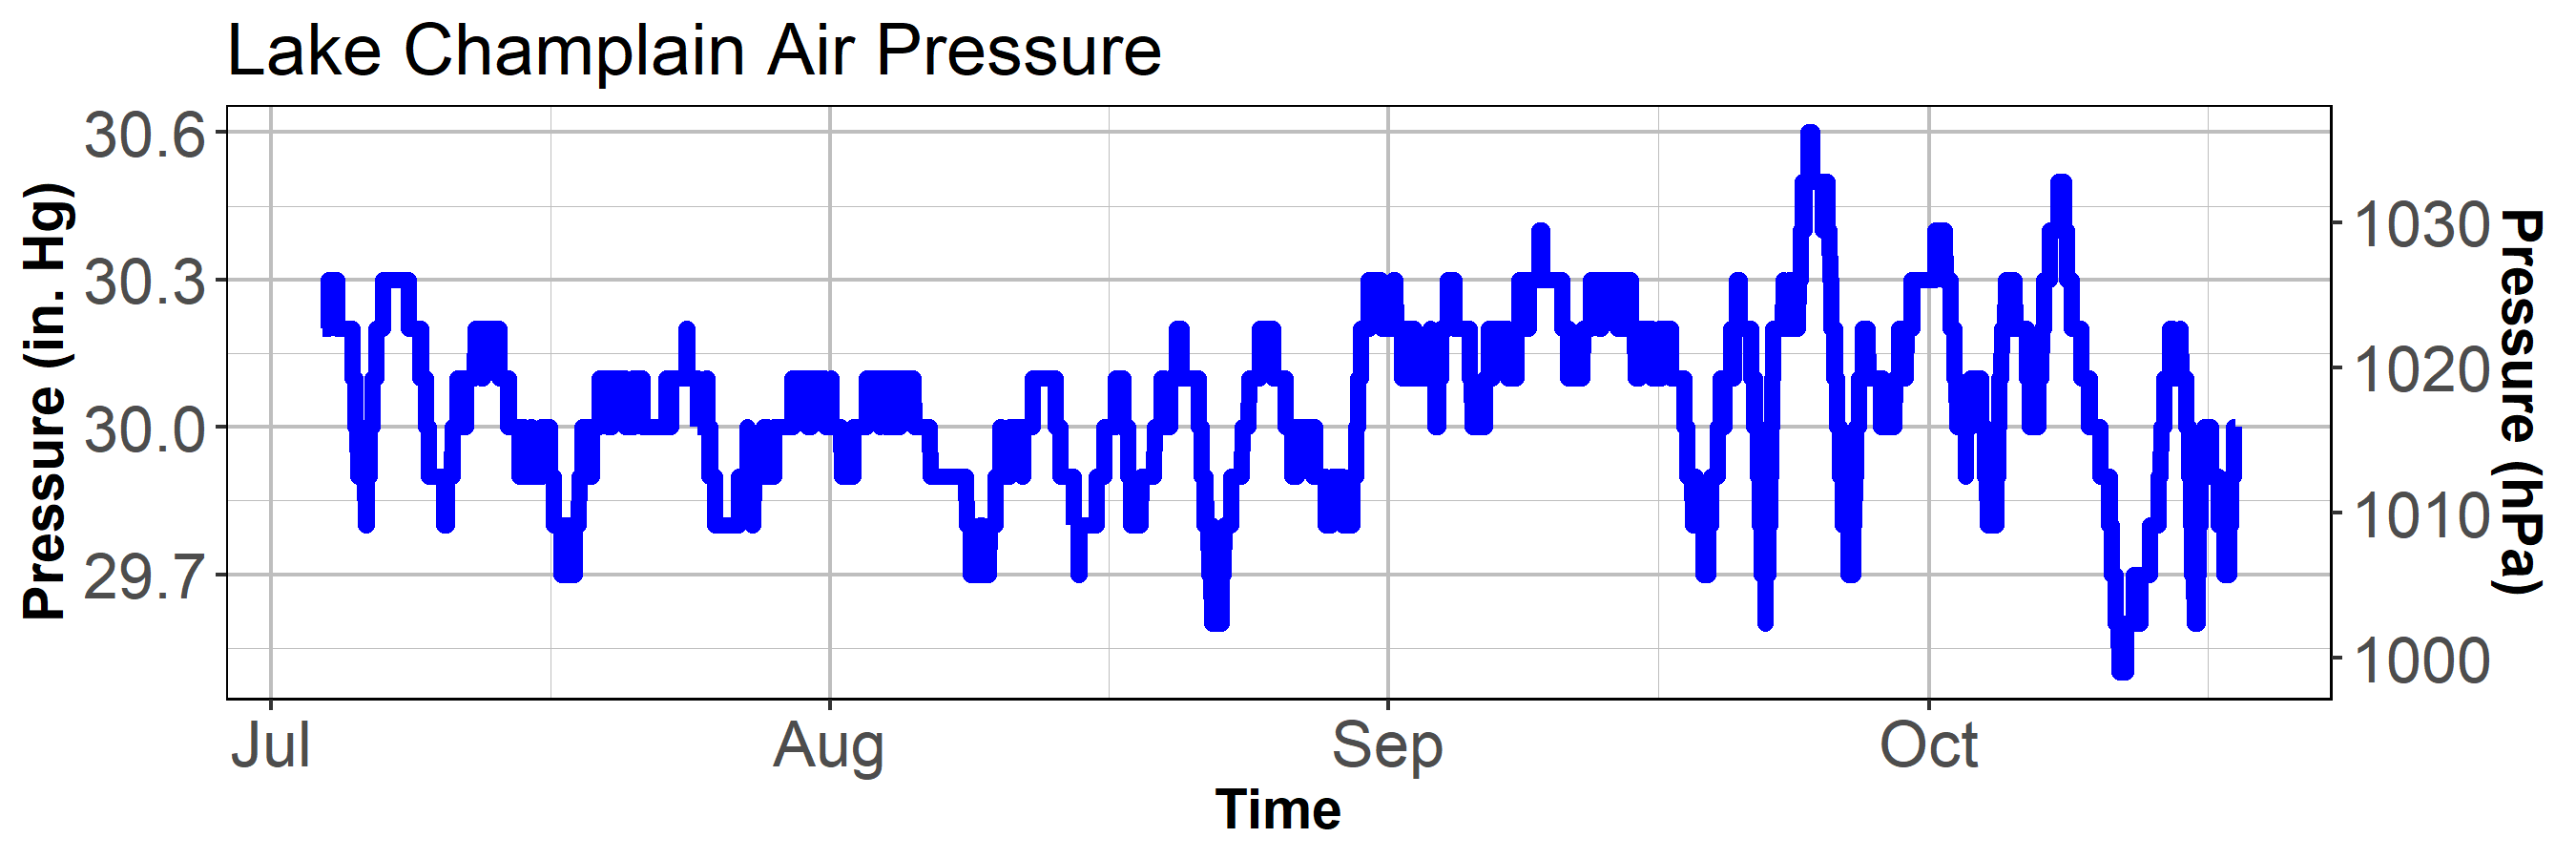 Lake Champlain Air Pressure
30.6
30.3
30.0
29.7
Pressure (in. Hg)
1030
1020
1010
1000
Pressure (hPa)
Jul Aug Sep Oct
Time